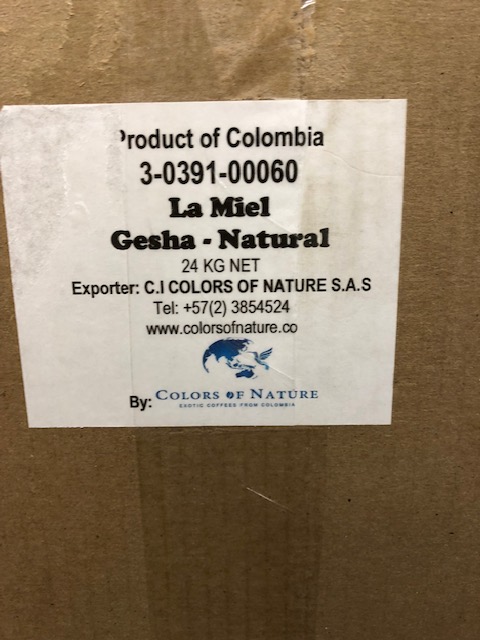 Product of Colombia
3-0391-00060
La Miel
Gesha - Natural
24 KG NET
Exporter: C.I COLORS OF NATURE S.A.S
Tel: +57(2) 3854524
www.colorsofnature.co
By: COLORS OF NATURE
EXOTIC COFFEES FROM COLOMBIA